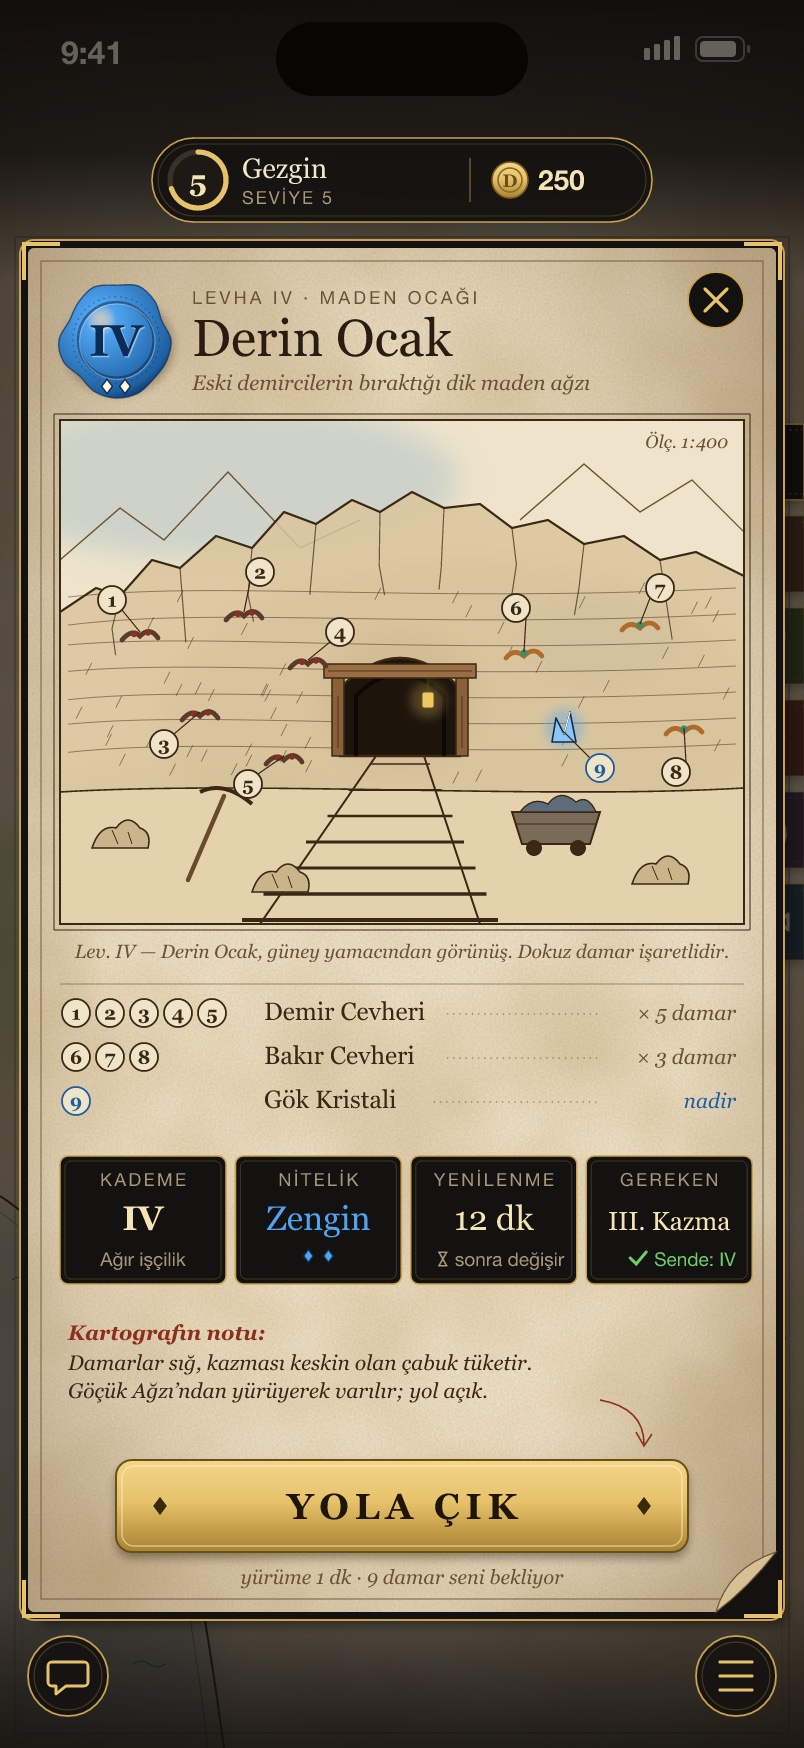 9:41
5
Gezgin
SEVİYE 5
D
250
IV
LEVHA IV · MADEN OCAĞI
Derin Ocak
Eski demircilerin bıraktığı dik maden ağzı
Ölç. 1:400
1
2
3
4
5
6
7
8
9
Lev. IV — Derin Ocak, güney yamacından görünüş. Dokuz damar işaretlidir.
1 2 3 4 5 Demir Cevheri × 5 damar
6 7 8 Bakır Cevheri × 3 damar
9 Gök Kristali nadir
KADEME
IV
Ağır işçilik
NİTELİK
Zengin
YENİLENME
12 dk
sonra değişir
GEREKEN
III. Kazma
Sende: IV
Kartografın notu:
Damarlar sığ, kazması keskin olan çabuk tüketir.
Göçük Ağzı’ndan yürüyerek varılır; yol açık.
YOLA ÇIK
yürüme 1 dk · 9 damar seni bekliyor